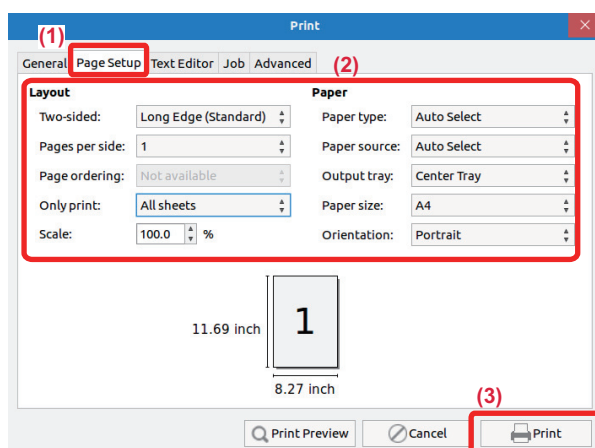 Print
(1)
General Page Setup Text Editor Job Advanced
(2)
Layout Paper
Two-sided: Long Edge (Standard) Paper type: Auto Select
Pages per side: 1 Paper source: Auto Select
Page ordering: Not available Output tray: Center Tray
Only print: All sheets Paper size: A4
Scale: 100.0 % Orientation: Portrait
11.69 inch 1
8.27 inch
(3)
Print Preview Cancel Print